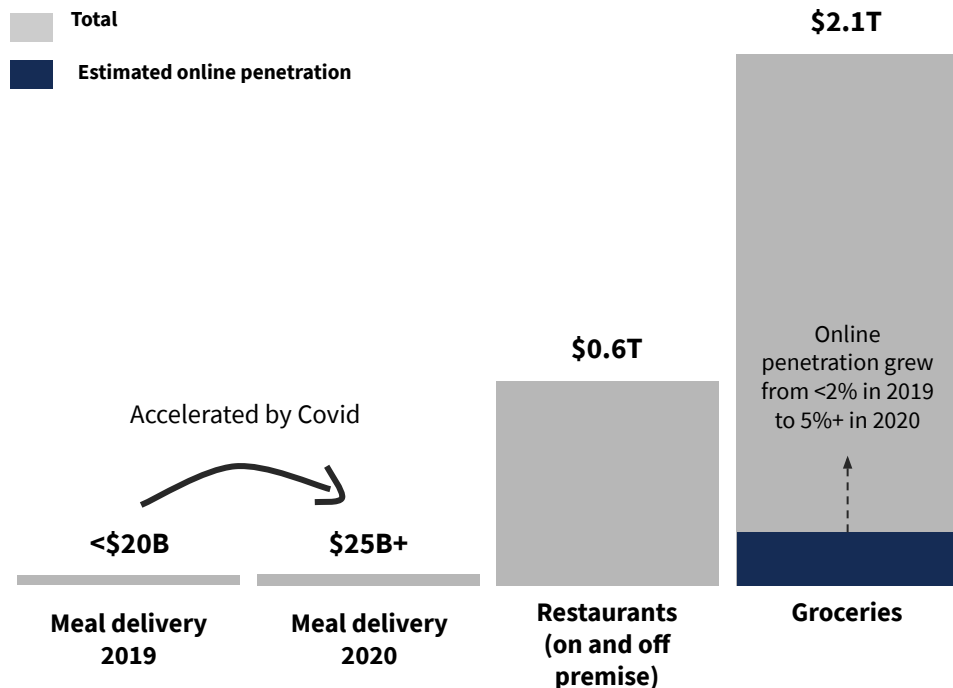 Total
Estimated online penetration
$2.1T
Online
penetration grew
from <2% in 2019
to 5%+ in 2020
$0.6T
Accelerated by Covid
<$20B
$25B+
Meal delivery
2019
Meal delivery
2020
Restaurants
(on and off
premise)
Groceries